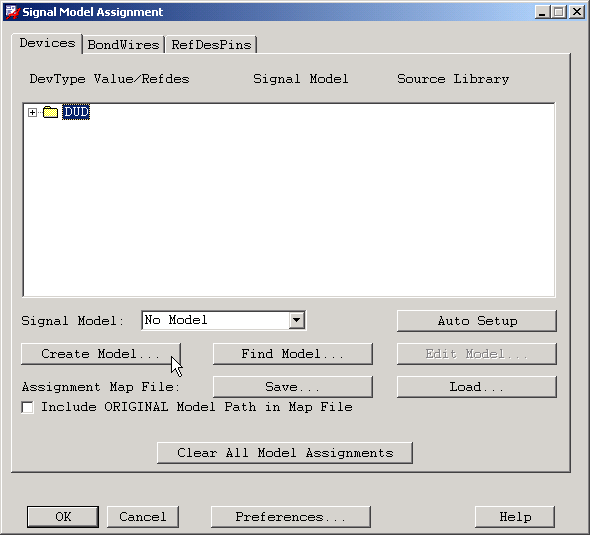 Signal Model Assignment
Devices BondWires RefDesPins
DevType Value/Refdes Signal Model Source Library
DUD
Signal Model: No Model Auto Setup
Create Model... Find Model... Edit Model...
Assignment Map File: Save... Load...
Include ORIGINAL Model Path in Map File
Clear All Model Assignments
OK Cancel Preferences... Help